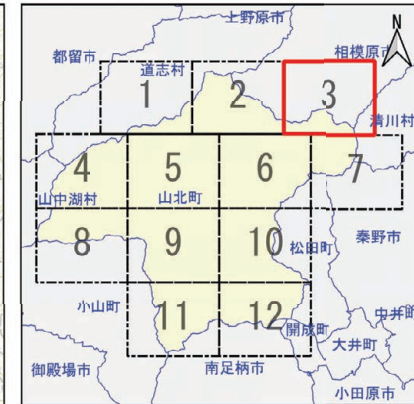 上野原市
N
都留市
道志村
相模原市
1
2
3
清川村
4
5
6
7
山中湖村
山北町
秦野市
8
9
10
松田町
小山町
11
12
中井町
開成町
大井町
御殿場市
南足柄市
小田原市